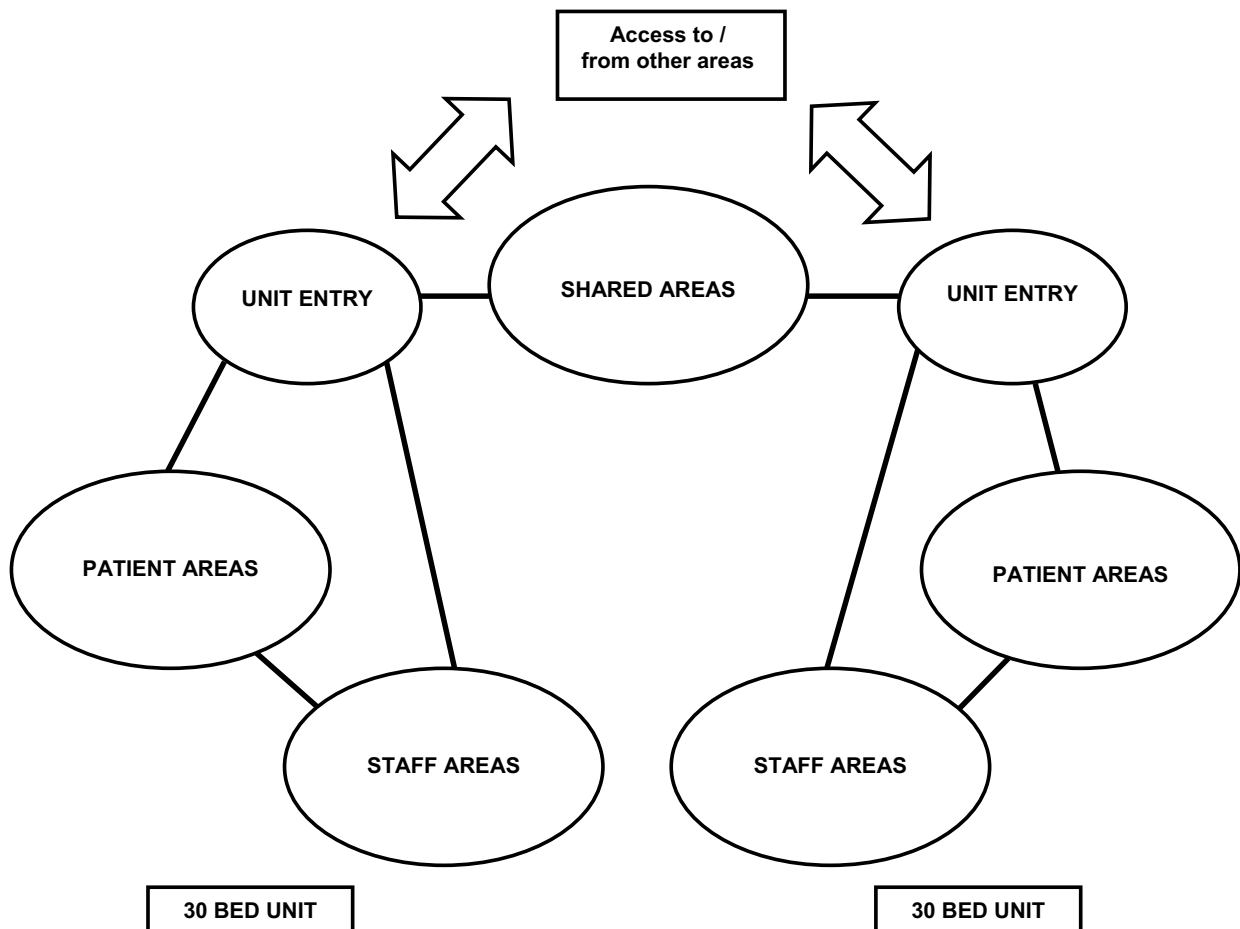 Access to /
from other areas
UNIT ENTRY
SHARED AREAS
UNIT ENTRY
PATIENT AREAS
PATIENT AREAS
STAFF AREAS
STAFF AREAS
30 BED UNIT
30 BED UNIT